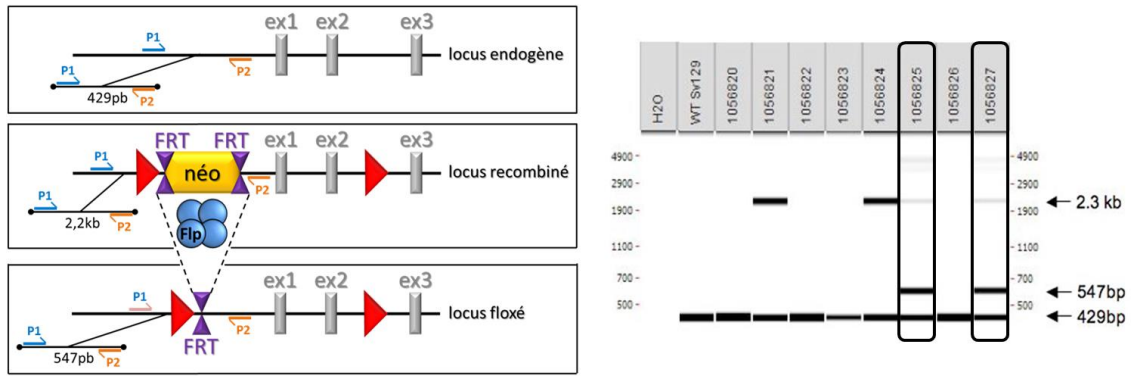 ex1 ex2 ex3
P1
locus endogène
P1
P2
P2
429pb
FRT FRT ex1 ex2 ex3
P1
néo
locus recombiné
P1
P2
P2
2,2kb
Flp
ex1 ex2 ex3
P1
locus floxé
P1
P2
FRT
P2
547pb
H2O
WT Sv129
1056820
1056821
1056822
1056823
1056824
1056825
1056826
1056827
4900 4900
2900 2900
1900 1900 2.3 kb
1100 1100
700 700
547bp
500 500
429bp